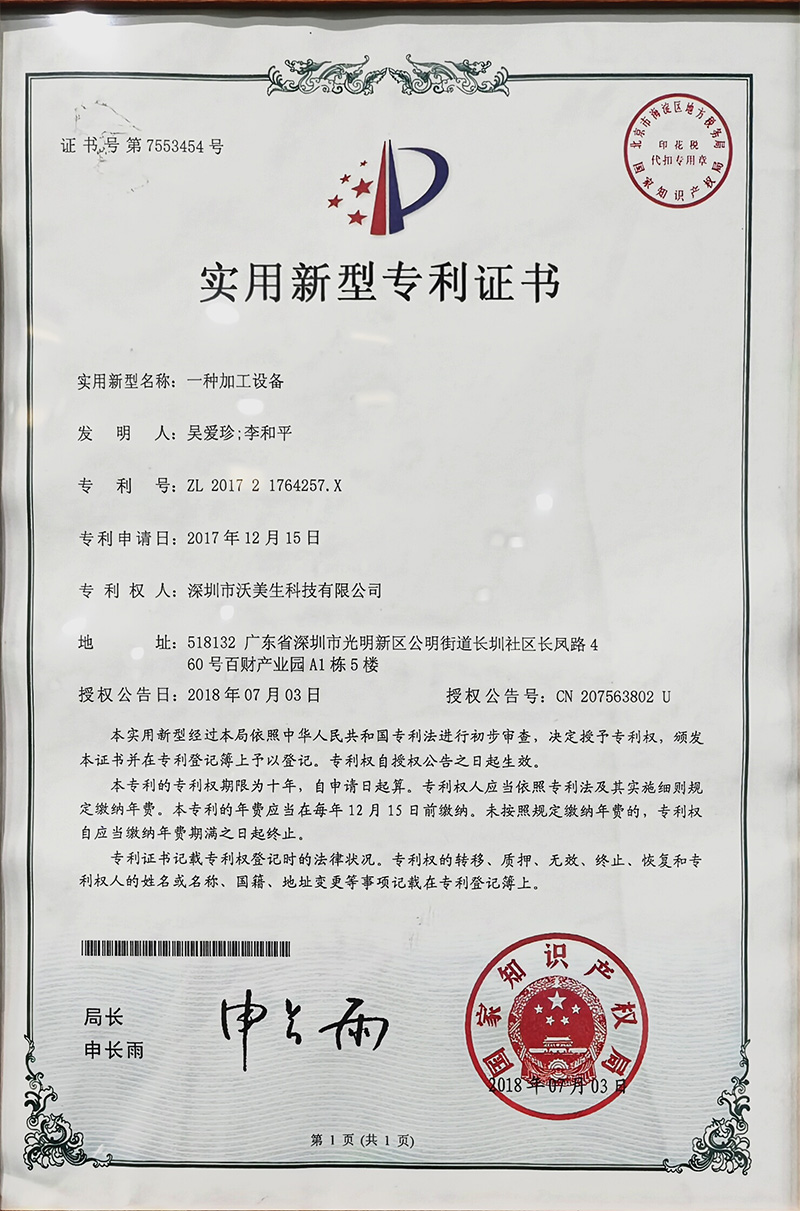 证书号第7553454号
北京市海淀区地方税务局
印花税
代扣专用章
国家知识产权局
实用新型专利证书
实用新型名称：一种加工设备
发明人：吴爱珍;李和平
专利号：ZL 2017 2 1764257.X
专利申请日：2017年12月15日
专利权人：深圳市沃美生科技有限公司
地址：518132 广东省深圳市光明新区公明街道长圳社区长凤路4
60号百财产业园A1栋5楼
授权公告日：2018年07月03日 授权公告号：CN 207563802 U
本实用新型经过本局依照中华人民共和国专利法进行初步审查，决定授予专利权，颁发
本证书并在专利登记簿上予以登记。专利权自授权公告之日起生效。
本专利的专利权期限为十年，自申请日起算。专利权人应当依照专利法及其实施细则规
定缴纳年费。本专利的年费应当在每年12月15日前缴纳。未按照规定缴纳年费的，专利权
自应当缴纳年费期满之日起终止。
专利证书记载专利权登记时的法律状况。专利权的转移、质押、无效、终止、恢复和专
利权人的姓名或名称、国籍、地址变更等事项记载在专利登记簿上。
局长
申长雨
申长雨
国家知识产权局
2018年07月03日
第1页(共1页)